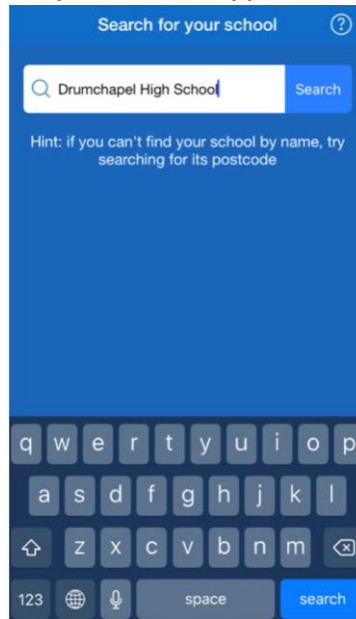 Search for your school ?
Drumchapel High School Search
Hint: if you can't find your school by name, try
searching for its postcode
q w e r t y u i o p
a s d f g h j k l
z x c v b n m
123 space search